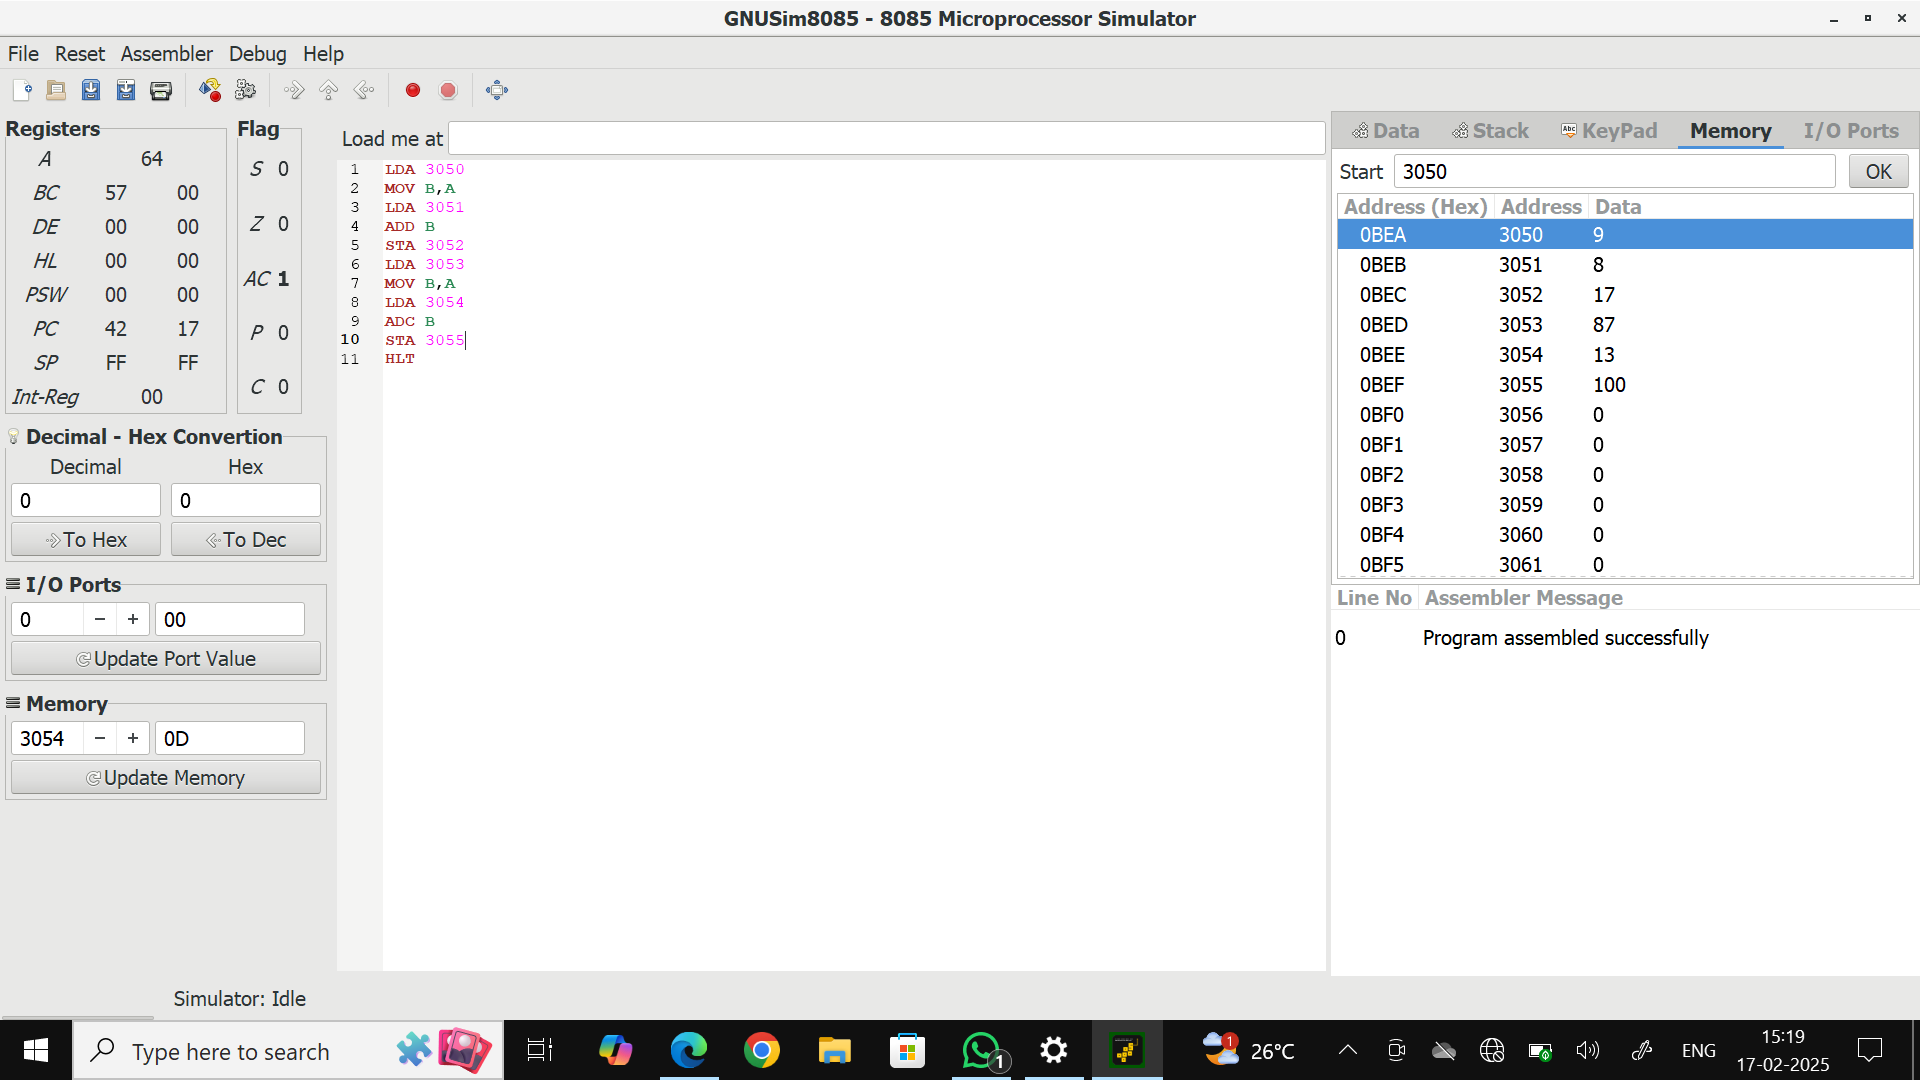 GNUSim8085 - 8085 Microprocessor Simulator
File Reset Assembler Debug Help
Registers
A 64
BC 57 00
DE 00 00
HL 00 00
PSW 00 00
PC 42 17
SP FF FF
Int-Reg 00
Flag
S 0
Z 0
AC 1
P 0
C 0
Decimal - Hex Convertion
Decimal Hex
0 0
To Hex To Dec
I/O Ports
0 - + 00
Update Port Value
Memory
3054 - + 0D
Update Memory
Load me at
1 LDA 3050
2 MOV B,A
3 LDA 3051
4 ADD B
5 STA 3052
6 LDA 3053
7 MOV B,A
8 LDA 3054
9 ADC B
10 STA 3055
11 HLT
Data Stack Abc KeyPad Memory I/O Ports
Start 3050 OK
Address (Hex) Address Data
0BEA 3050 9
0BEB 3051 8
0BEC 3052 17
0BED 3053 87
0BEE 3054 13
0BEF 3055 100
0BF0 3056 0
0BF1 3057 0
0BF2 3058 0
0BF3 3059 0
0BF4 3060 0
0BF5 3061 0
Line No Assembler Message
0 Program assembled successfully
Simulator: Idle
Type here to search
1
1
26°C
ENG
15:19
17-02-2025